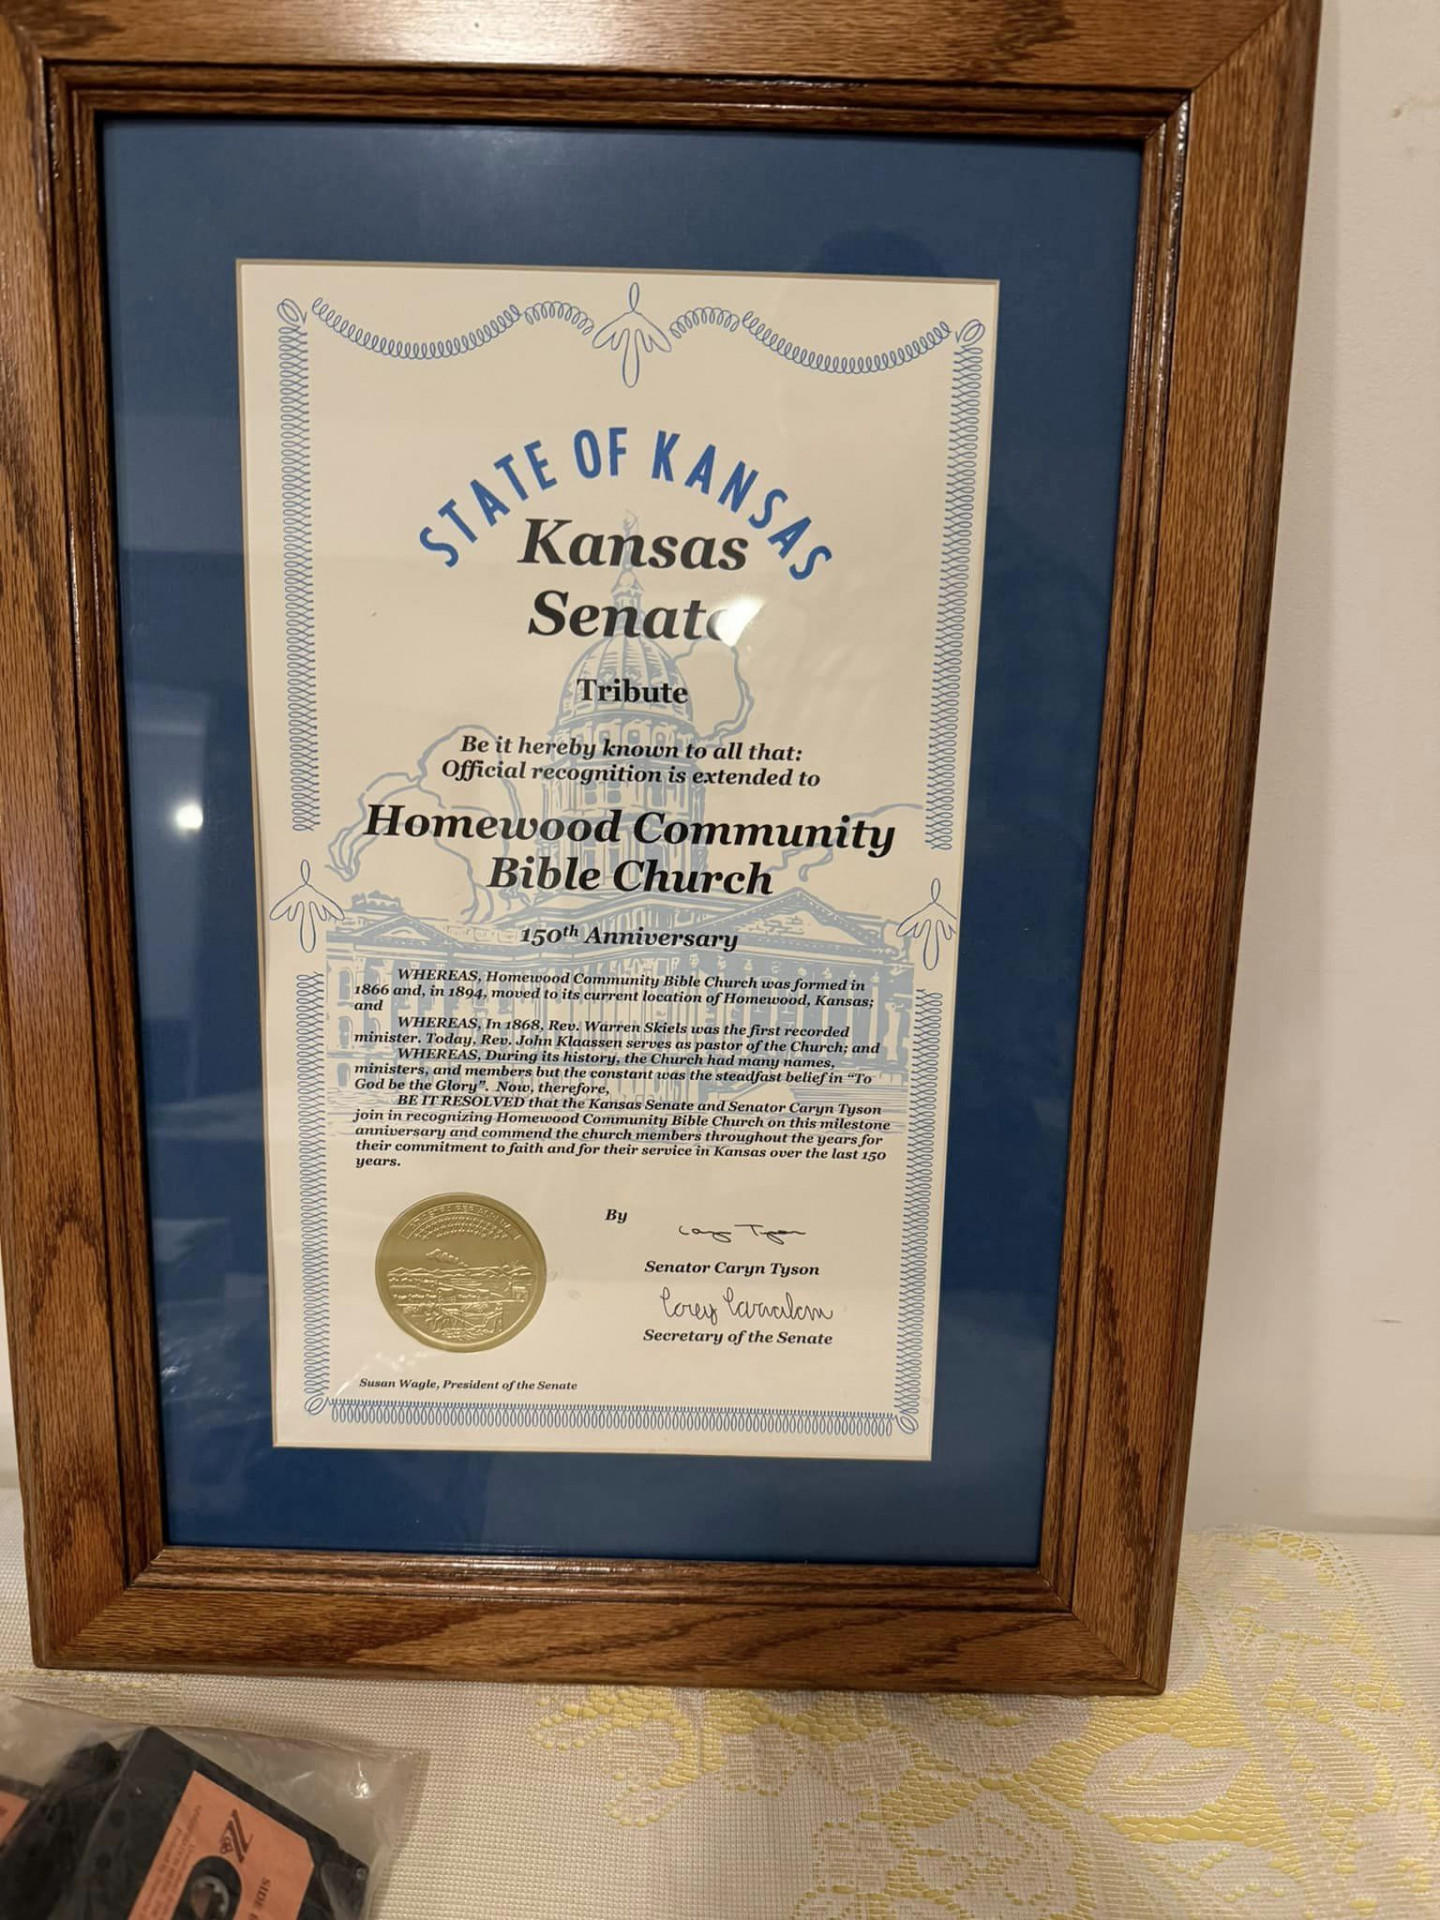 STATE OF KANSAS
Kansas
Senate
Tribute
Be it hereby known to all that:
Official recognition is extended to
Homewood Community
Bible Church
150th Anniversary
WHEREAS, Homewood Community Bible Church was formed in
1866 and, in 1894, moved to its current location of Homewood, Kansas;
and
WHEREAS, In 1868, Rev. Warren Skiels was the first recorded
minister. Today, Rev. John Klaassen serves as pastor of the Church; and
WHEREAS, During its history, the Church had many names,
ministers, and members but the constant was the steadfast belief in “To
God be the Glory”. Now, therefore,
BE IT RESOLVED that the Kansas Senate and Senator Caryn Tyson
join in recognizing Homewood Community Bible Church on this milestone
anniversary and commend the church members throughout the years for
their commitment to faith and for their service in Kansas over the last 150
years.
By
Senator Caryn Tyson
Secretary of the Senate
Susan Wagle, President of the Senate
SIDE